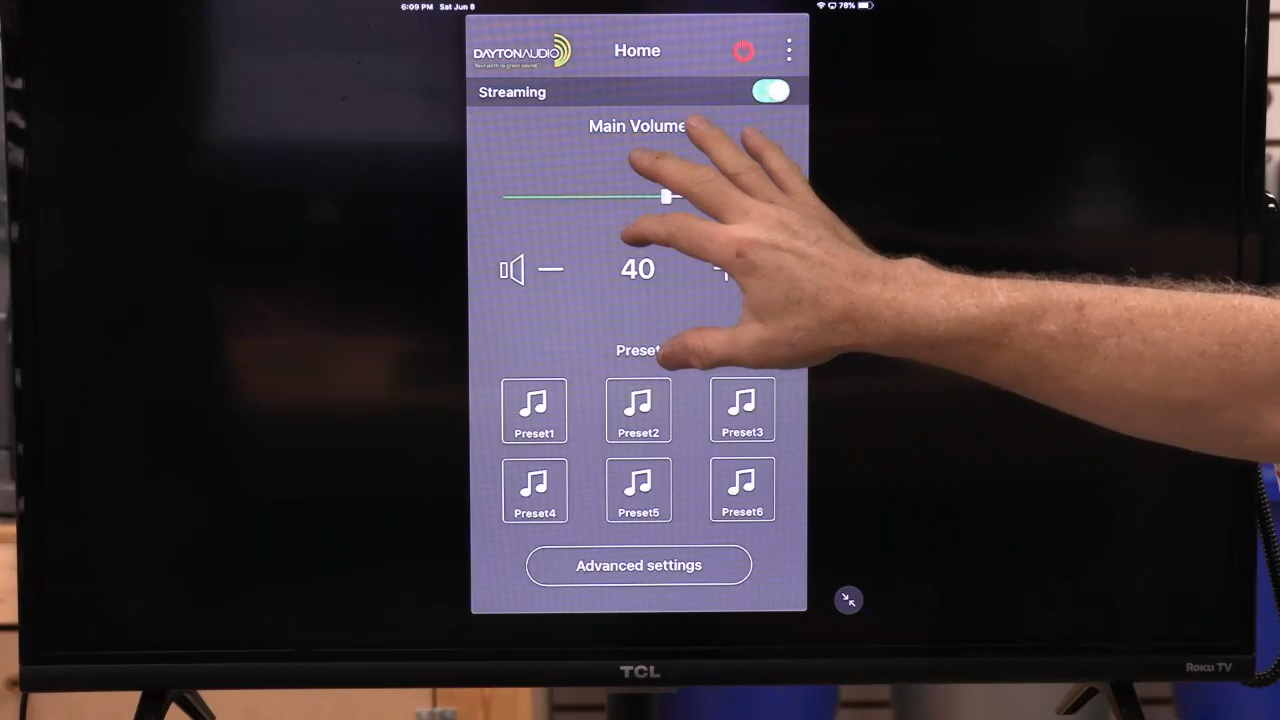 6:09 PM Sat Jun 8
78%
DAYTONAUDIO
Your path to great sound.
Home
Streaming
Main Volume
40
Preset
Preset1
Preset2
Preset3
Preset4
Preset5
Preset6
Advanced settings
TCL
Roku TV